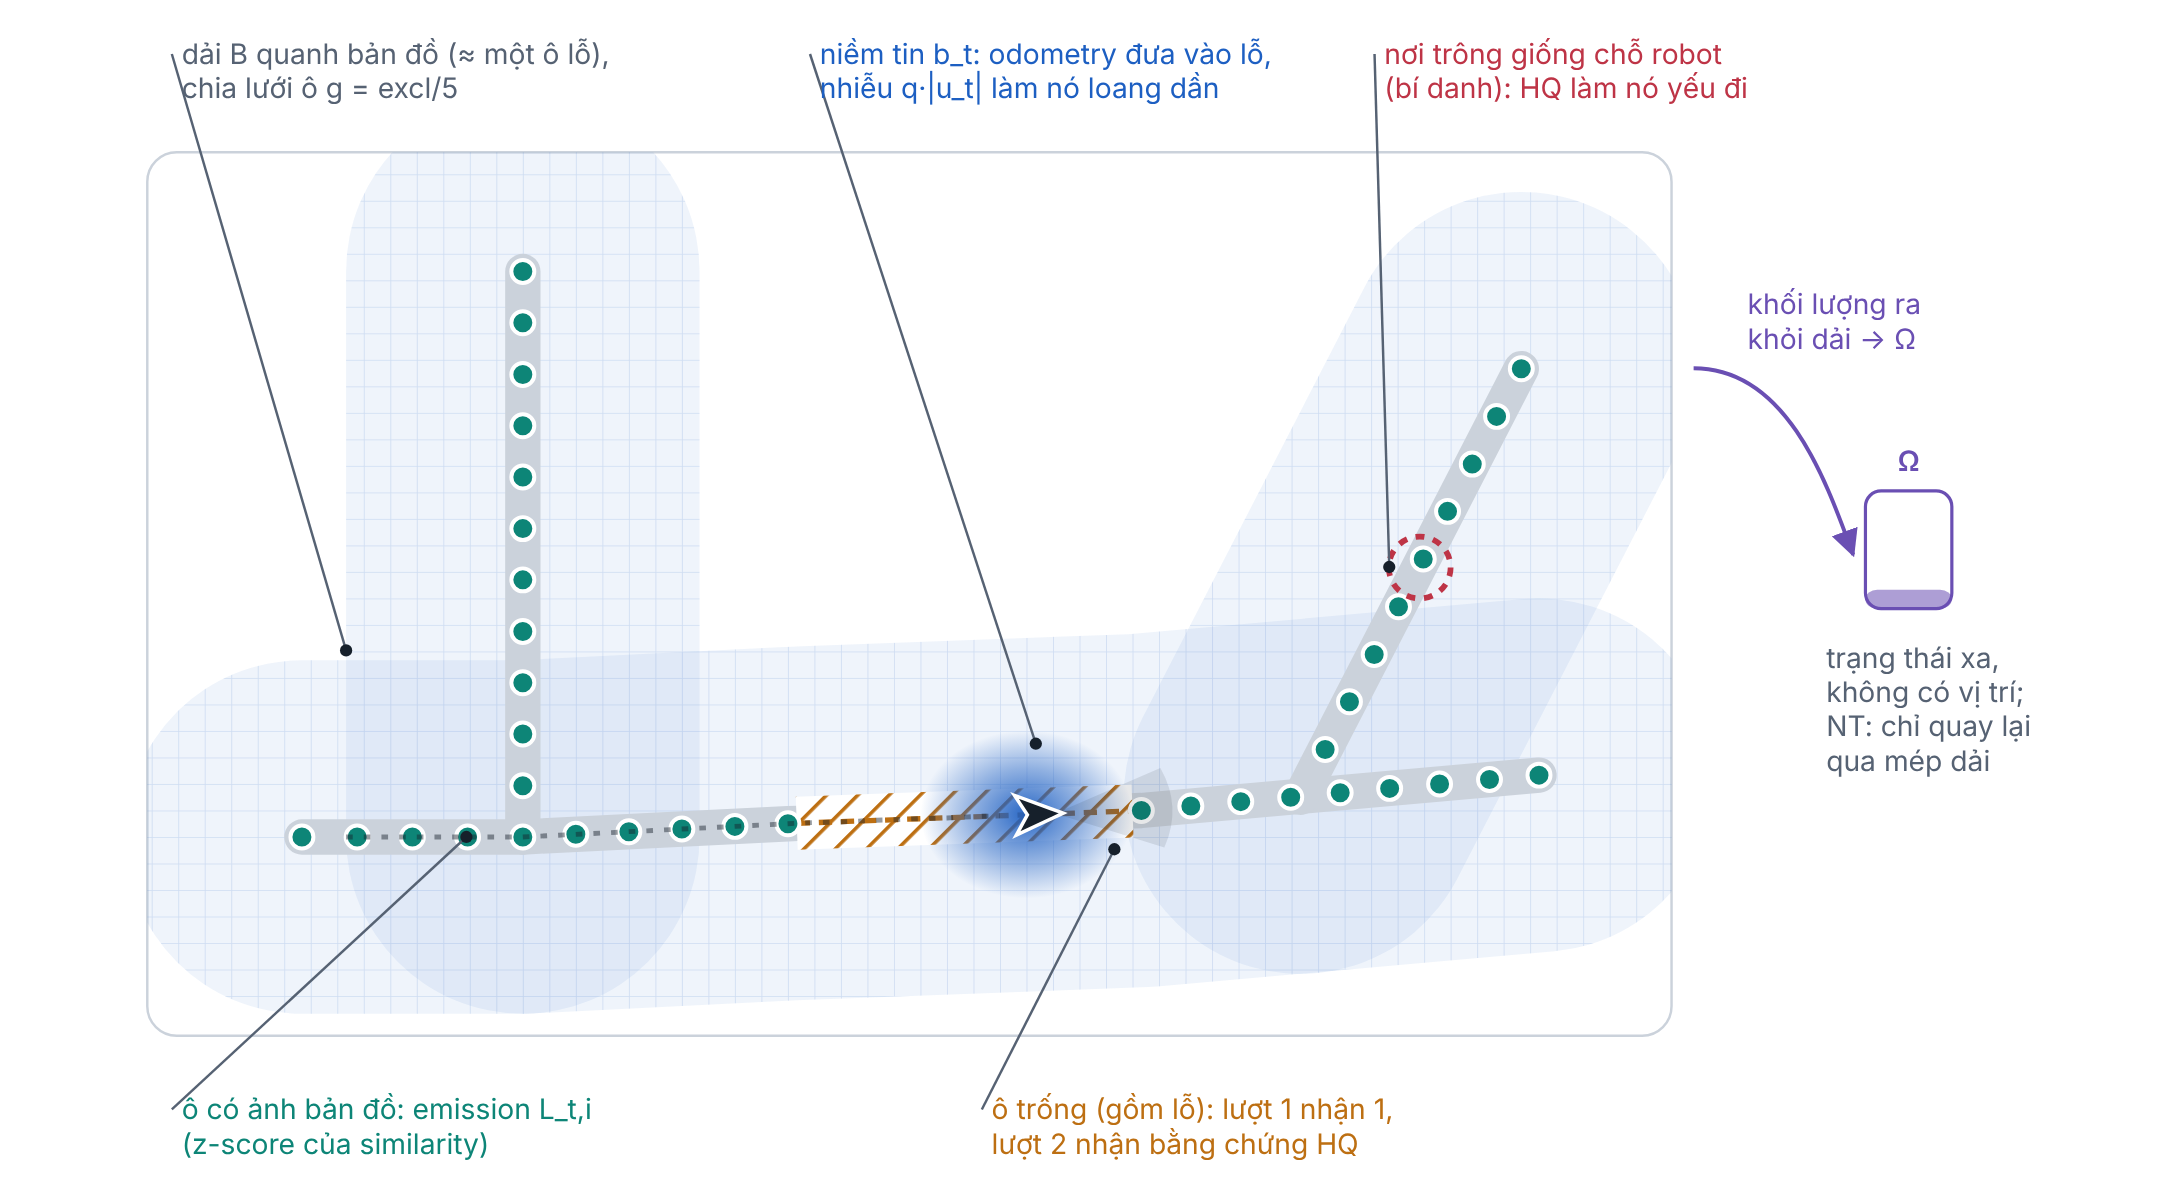 dải B quanh bản đồ (≈ một ô lỗ),
chia lưới ô g = excl/5
niềm tin b_t: odometry đưa vào lỗ,
nhiễu q·|u_t| làm nó loang dần
nơi trông giống chỗ robot
(bí danh): HQ làm nó yếu đi
khối lượng ra
khỏi dải → Ω
Ω
trạng thái xa,
không có vị trí;
NT: chỉ quay lại
qua mép dải
ô có ảnh bản đồ: emission L_t,i
(z-score của similarity)
ô trống (gồm lỗ): lượt 1 nhận 1,
lượt 2 nhận bằng chứng HQ